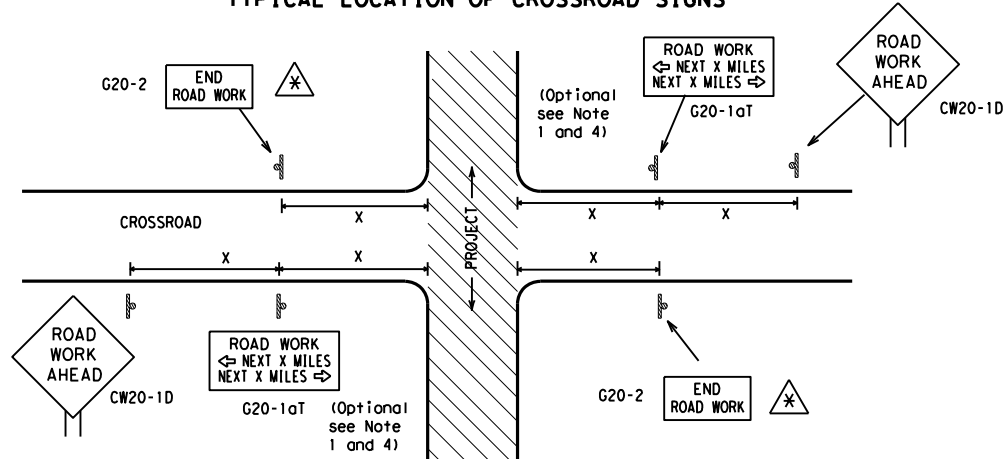 TYPICAL LOCATION OF CROSSROAD SIGNS
G20-2
END
ROAD WORK
*
(Optional
see Note
1 and 4)
ROAD WORK
⇦ NEXT X MILES
NEXT X MILES ⇨
G20-1aT
ROAD
WORK
AHEAD
CW20-1D
X
X
X
CROSSROAD
PROJECT
X
X
X
ROAD
WORK
AHEAD
CW20-1D
ROAD WORK
⇦ NEXT X MILES
NEXT X MILES ⇨
G20-1aT
(Optional
see Note
1 and 4)
G20-2
END
ROAD WORK
*